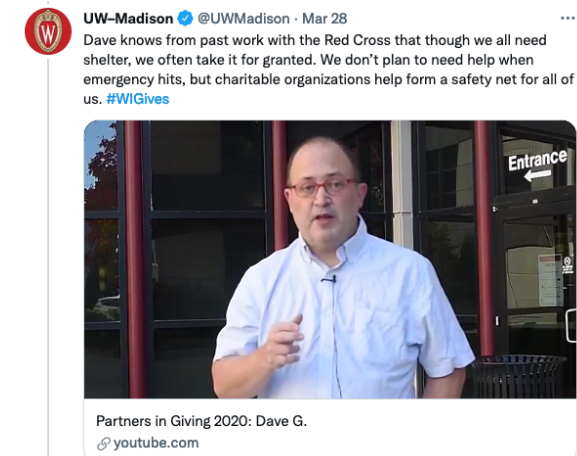 UW–Madison @UWMadison · Mar 28
Dave knows from past work with the Red Cross that though we all need
shelter, we often take it for granted. We don’t plan to need help when
emergency hits, but charitable organizations help form a safety net for all of
us. #WIGives
W
Entrance
Partners in Giving 2020: Dave G.
youtube.com